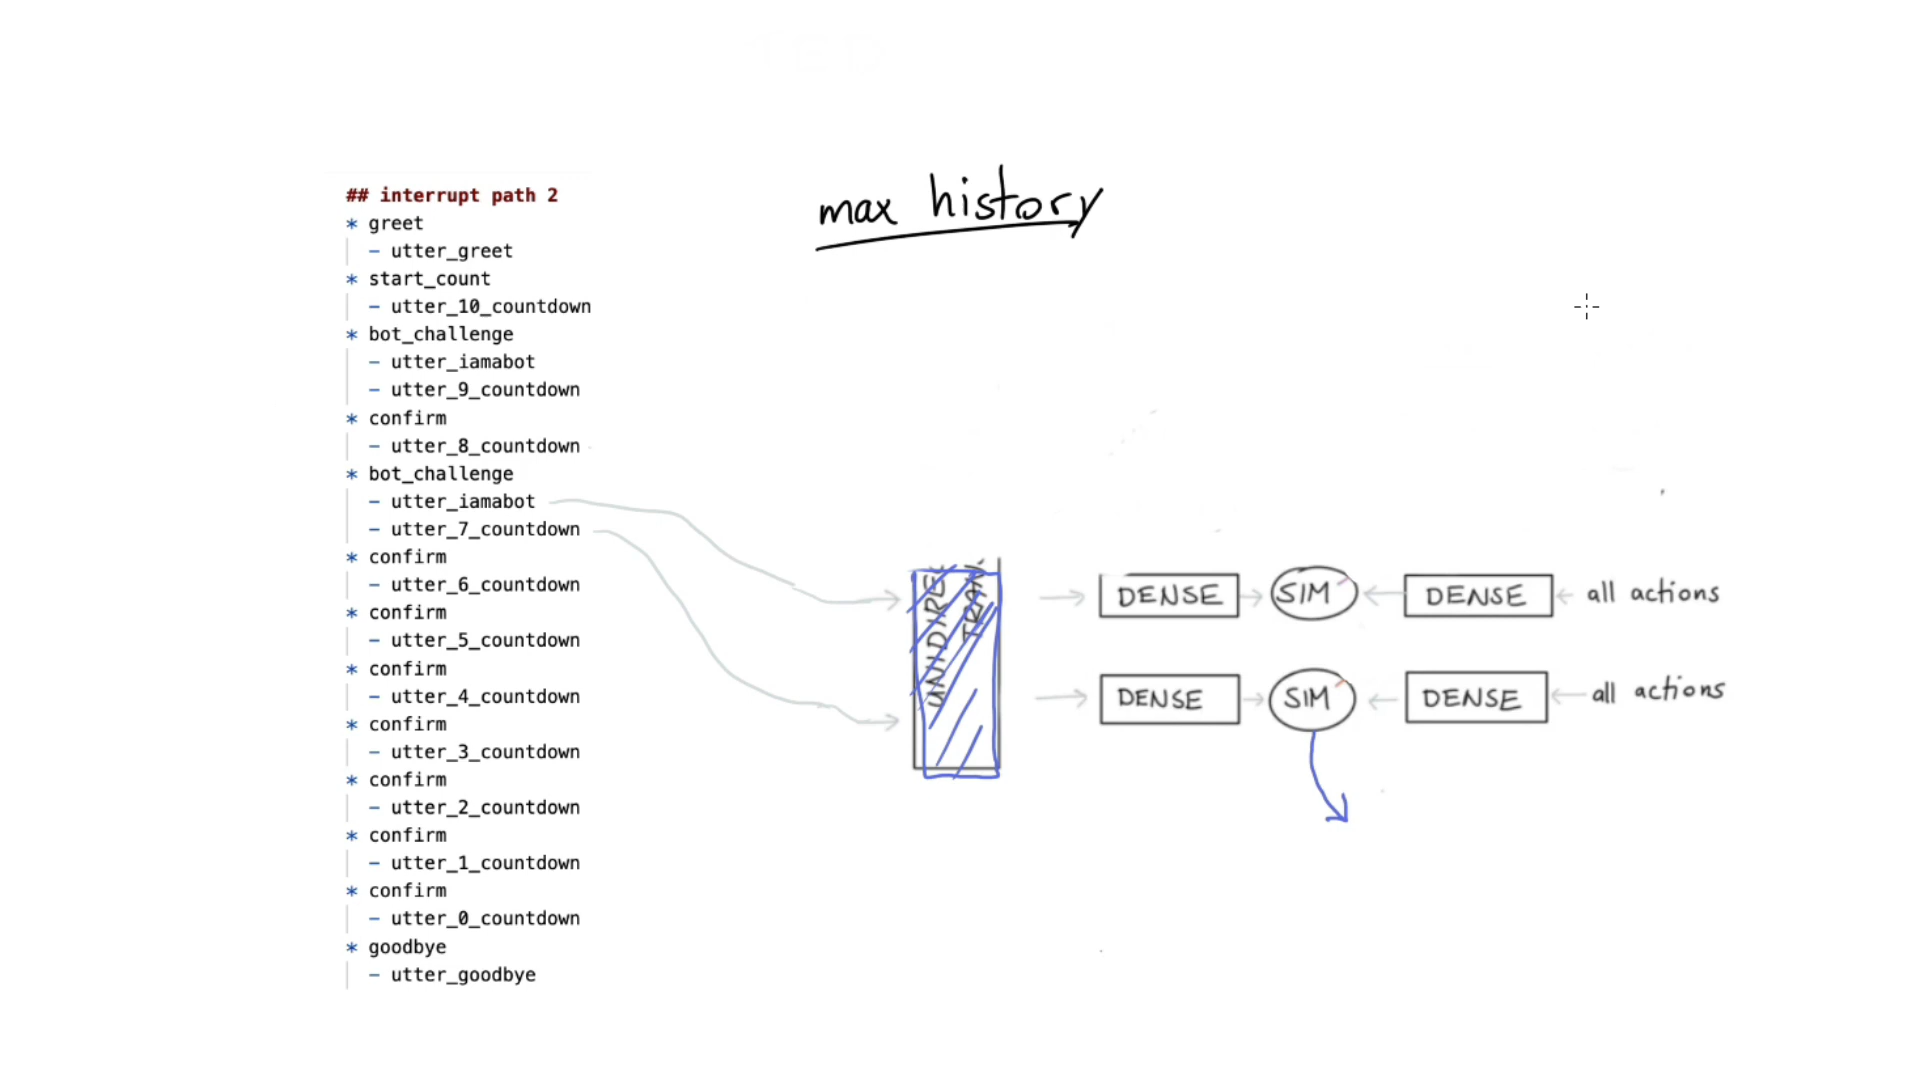 ## interrupt path 2
* greet
- utter_greet
* start_count
- utter_10_countdown
* bot_challenge
- utter_iamabot
- utter_9_countdown
* confirm
- utter_8_countdown
* bot_challenge
- utter_iamabot
- utter_7_countdown
* confirm
- utter_6_countdown
* confirm
- utter_5_countdown
* confirm
- utter_4_countdown
* confirm
- utter_3_countdown
* confirm
- utter_2_countdown
* confirm
- utter_1_countdown
* confirm
- utter_0_countdown
* goodbye
- utter_goodbye
max history
DENSE SIM DENSE all actions
DENSE SIM DENSE all actions